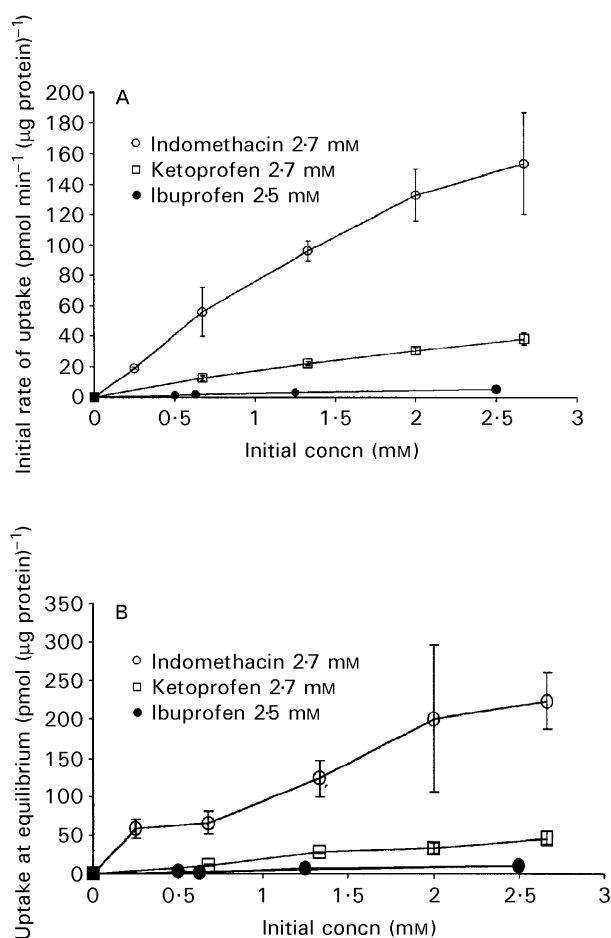 A
Initial rate of uptake (pmol min⁻¹ (µg protein)⁻¹)
200
180
160
140
120
100
80
60
40
20
0
Indomethacin 2·7 mM
Ketoprofen 2·7 mM
Ibuprofen 2·5 mM
0 0·5 1 1·5 2 2·5 3
Initial concn (mM)
B
Uptake at equilibrium (pmol (µg protein)⁻¹)
350
300
250
200
150
100
50
0
Indomethacin 2·7 mM
Ketoprofen 2·7 mM
Ibuprofen 2·5 mM
0 0·5 1 1·5 2 2·5 3
Initial concn (mM)